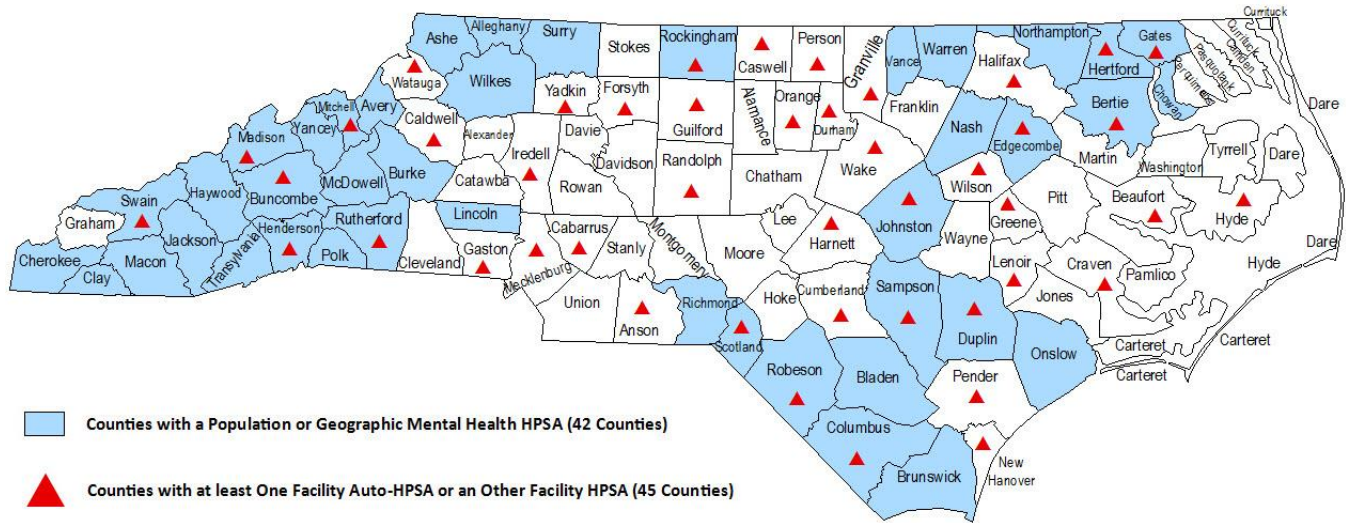 Currituck
Alleghany
Ashe
Surry
Stokes
Rockingham
Caswell
Person
Granville
Vance
Warren
Northampton
Gates
Hertford
Halifax
Currituck
Camden
Pasquotank
Perquimans
Chowan
Bertie
Dare
Watauga
Wilkes
Yadkin
Forsyth
Guilford
Alamance
Orange
Durham
Franklin
Nash
Edgecombe
Martin
Washington
Tyrrell
Dare
Mitchell
Avery
Caldwell
Alexander
Davie
Iredell
Davidson
Randolph
Chatham
Wake
Wilson
Pitt
Beaufort
Hyde
Madison
Yancey
Burke
McDowell
Buncombe
Haywood
Catawba
Rowan
Swain
Graham
Jackson
Henderson
Rutherford
Lincoln
Cabarrus
Montgomery
Lee
Harnett
Johnston
Greene
Wayne
Lenoir
Craven
Pamlico
Hyde
Dare
Cherokee
Clay
Macon
Transylvania
Polk
Cleveland
Gaston
Mecklenburg
Stanly
Moore
Union
Anson
Richmond
Hoke
Scotland
Cumberland
Sampson
Duplin
Jones
Onslow
Carteret
Carteret
Carteret
Robeson
Bladen
Pender
Columbus
Brunswick
New
Hanover
Counties with a Population or Geographic Mental Health HPSA (42 Counties)
Counties with at least One Facility Auto-HPSA or an Other Facility HPSA (45 Counties)